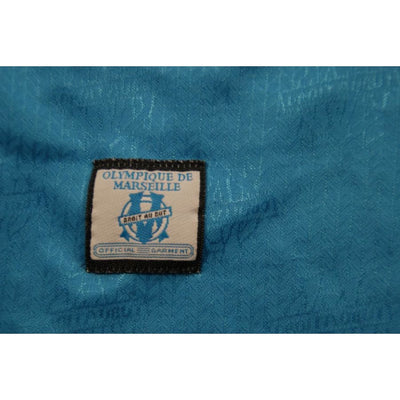 OLYMPIQUE DE
MARSEILLE
DROIT AU BUT
OFFICIAL GARMENT